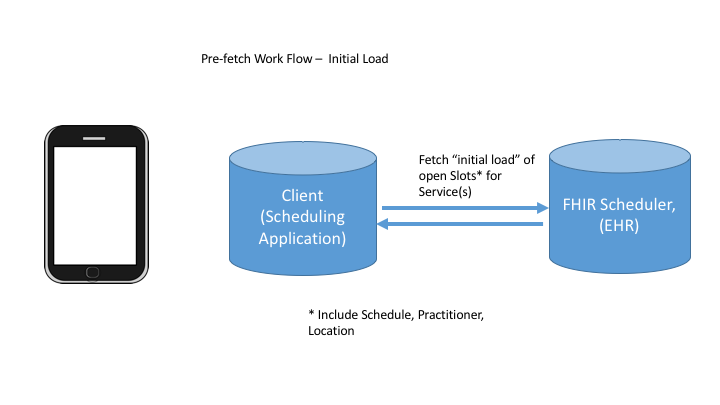 Pre-fetch Work Flow – Initial Load
Fetch “initial load” of
open Slots* for
Service(s)
Client
(Scheduling
Application)
FHIR Scheduler,
(EHR)
* Include Schedule, Practitioner,
Location